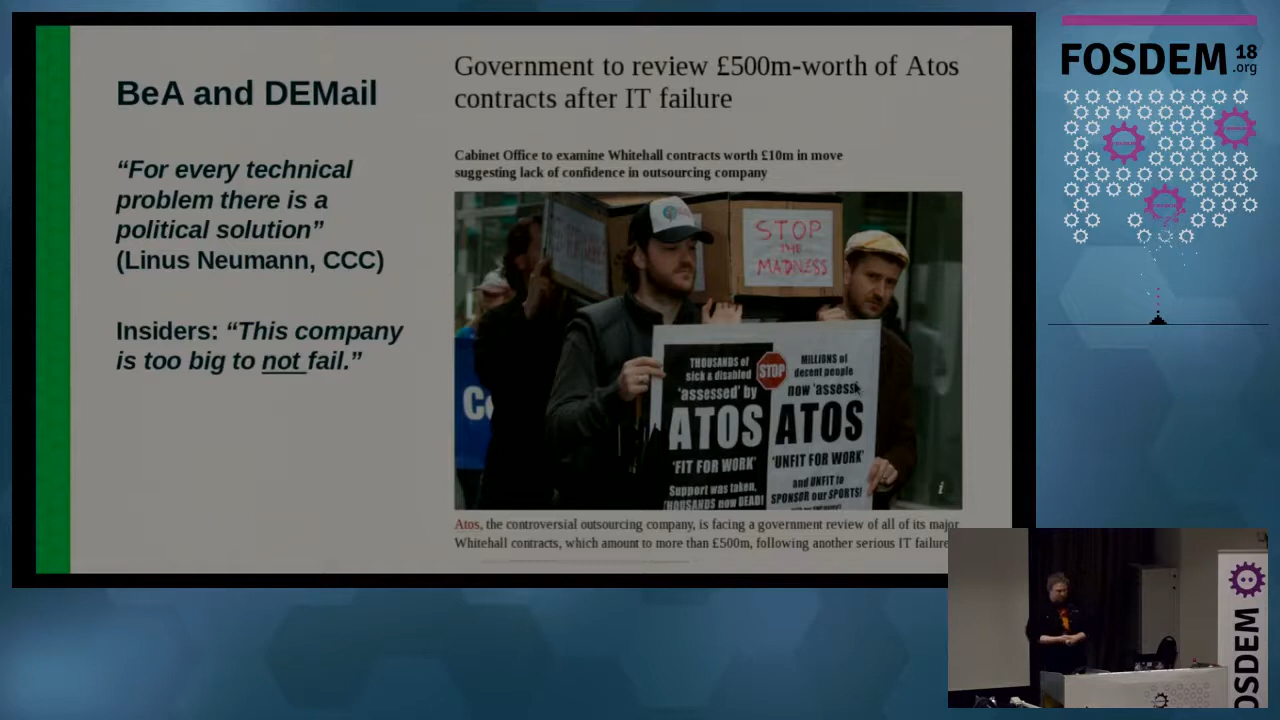 BeA and DEMail
“For every technical
problem there is a
political solution”
(Linus Neumann, CCC)
Insiders: “This company
is too big to not fail.”
Government to review £500m-worth of Atos
contracts after IT failure
Cabinet Office to examine Whitehall contracts worth £10m in move
suggesting lack of confidence in outsourcing company
STOP
THE
MADNESS
THOUSANDS of
sick & disabled
'assessed' by
ATOS
'FIT FOR WORK'
Support was taken,
THOUSANDS now DEAD!
STOP
MILLIONS of
decent people
now 'assess
ATOS
'UNFIT FOR WORK'
and UNFIT to
SPONSOR our SPORTS!
Co
i
Atos, the controversial outsourcing company, is facing a government review of all of its major
Whitehall contracts, which amount to more than £500m, following another serious IT failure
FOSDEM 18
.org
OSDEM